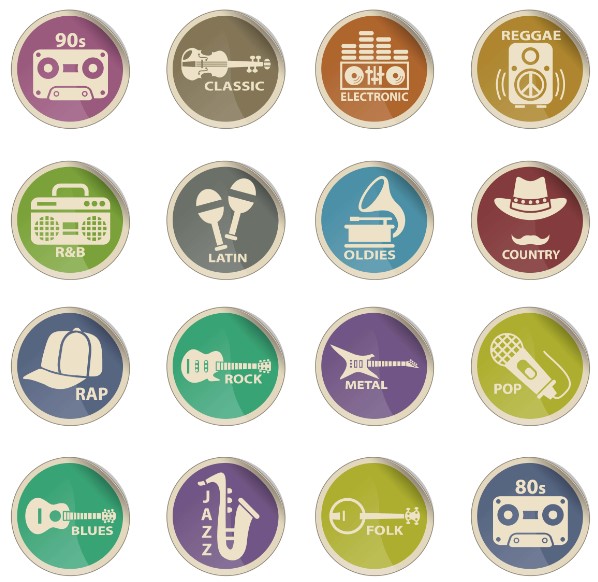 90s
CLASSIC
ELECTRONIC
REGGAE
R&B
LATIN
OLDIES
COUNTRY
RAP
ROCK
METAL
POP
BLUES
JAZZ
FOLK
80s